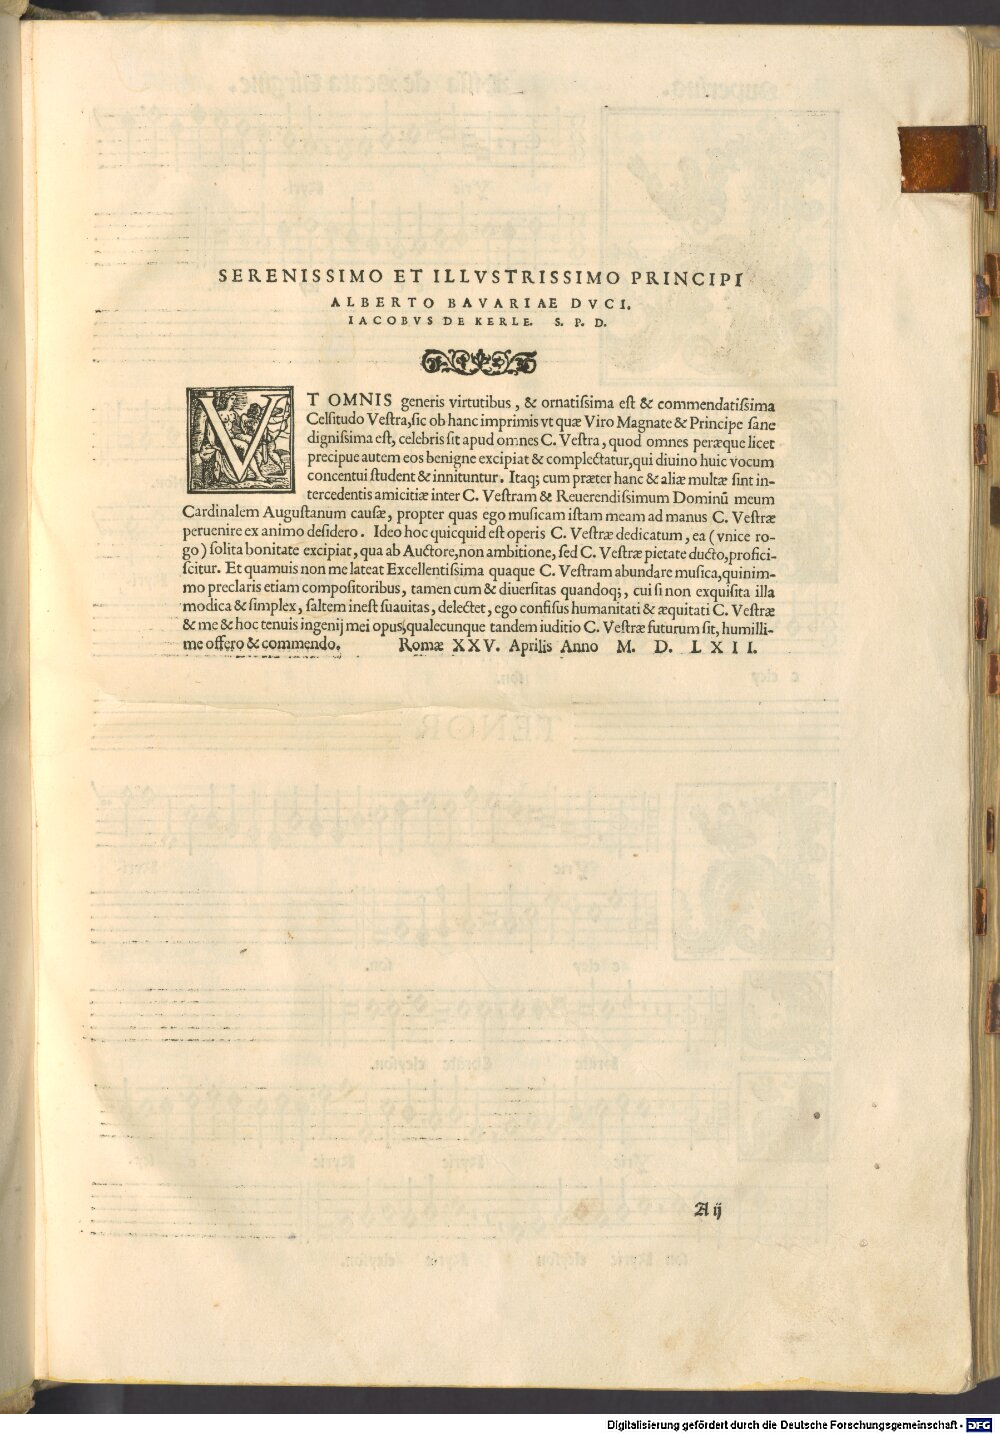 SERENISSIMO ET ILLVSTRISSIMO PRINCIPI
ALBERTO BAVARIAE DVCI.
IACOBVS DE KERLE. S. P. D.
VT OMNIS generis virtutibus, & ornatiſsima eſt & commendatiſsima
Celſitudo Veſtra, ſic ob hanc imprimis vt quæ Viro Magnate & Principe ſane
digniſsima eſt, celebris ſit apud omnes C. Veſtra, quod omnes peræque licet
precipue autem eos benigne excipiat & complectatur, qui diuino huic vocum
concentui ſtudent & innituntur. Itaq; cum præter hanc & aliæ multæ ſint in-
tercedentis amicitiæ inter C. Veſtram & Reuerendiſsimum Dominū meum
Cardinalem Auguſtanum cauſæ, propter quas ego muſicam iſtam meam ad manus C. Veſtræ
peruenire ex animo deſidero. Ideo hoc quicquid eſt operis C. Veſtræ dedicatum, ea (vnice ro-
go) ſolita bonitate excipiat, qua ab Auctore, non ambitione, ſed C. Veſtræ pietate ducto, profici-
ſcitur. Et quamuis non me lateat Excellentiſsima quaque C. Veſtram abundare muſica, quinim-
mo preclaris etiam compoſitoribus, tamen cum & diuerſitas quandoq;, cui ſi non exquiſita illa
modica & ſimplex, ſaltem ineſt ſuauitas, delectet, ego confiſus humanitati & æquitati C. Veſtræ
& me & hoc tenuis ingenij mei opus, qualecunque tandem iuditio C. Veſtræ futurum ſit, humilli-
me offero & commendo. Romæ XXV. Aprilis Anno M. D. LXII.
A ij
Digitalisierung gefördert durch die Deutsche Forschungsgemeinschaft - DFG